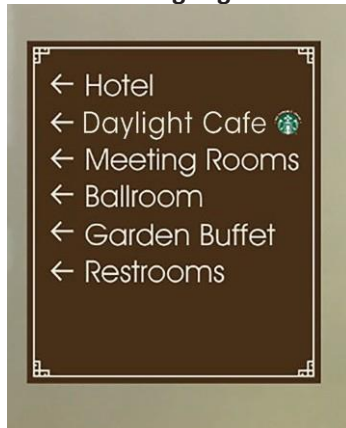 ← Hotel
← Daylight Cafe
← Meeting Rooms
← Ballroom
← Garden Buffet
← Restrooms